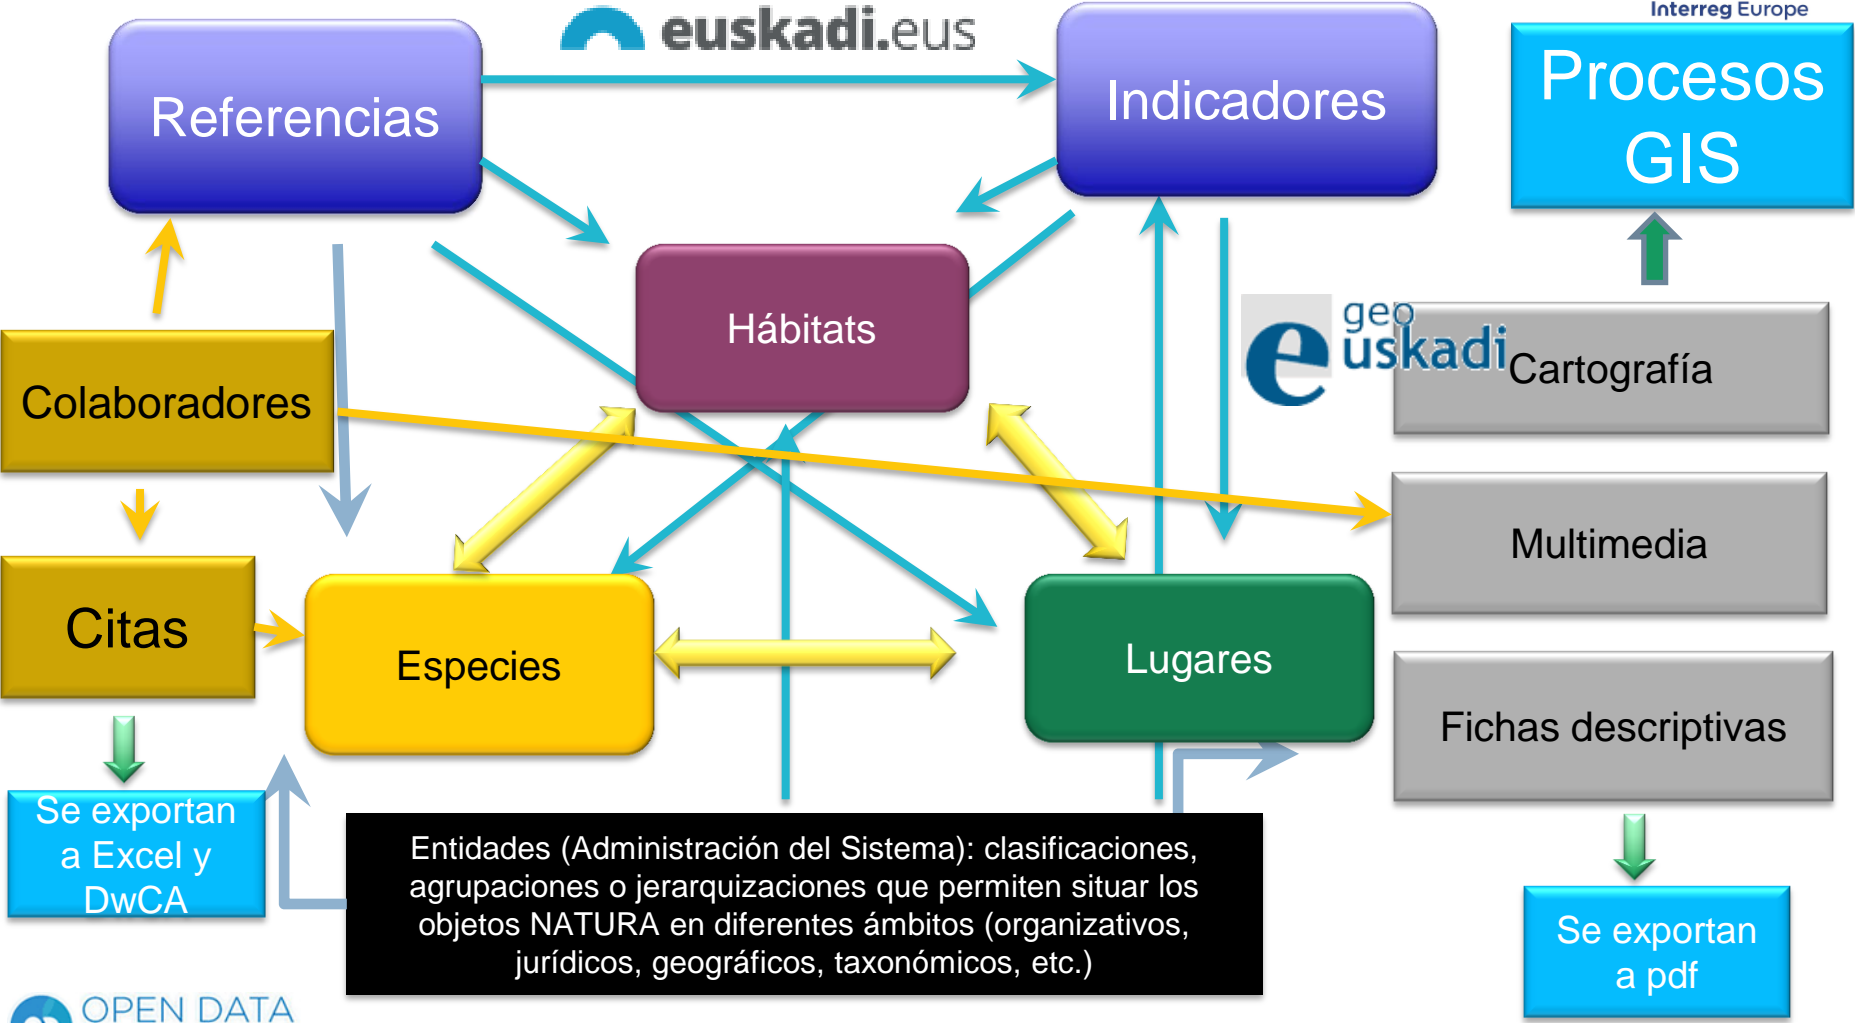 euskadi.eus
Interreg Europe
Referencias
Indicadores
Procesos
GIS
Hábitats
geo
euskadi
Cartografía
Colaboradores
Multimedia
Citas
Especies
Lugares
Fichas descriptivas
Se exportan
a Excel y
DwCA
Entidades (Administración del Sistema): clasificaciones,
agrupaciones o jerarquizaciones que permiten situar los
objetos NATURA en diferentes ámbitos (organizativos,
jurídicos, geográficos, taxonómicos, etc.)
Se exportan
a pdf
OPEN DATA